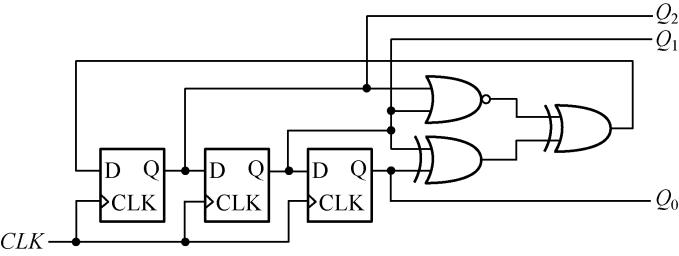 Q2
Q1
D Q D Q D Q
CLK CLK CLK
Q0
CLK